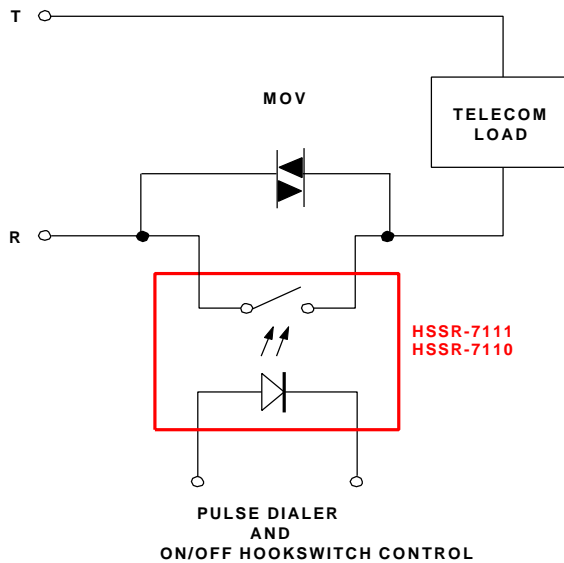 T
MOV
TELECOM
LOAD
R
HSSR-7111
HSSR-7110
PULSE DIALER
AND
ON/OFF HOOKSWITCH CONTROL